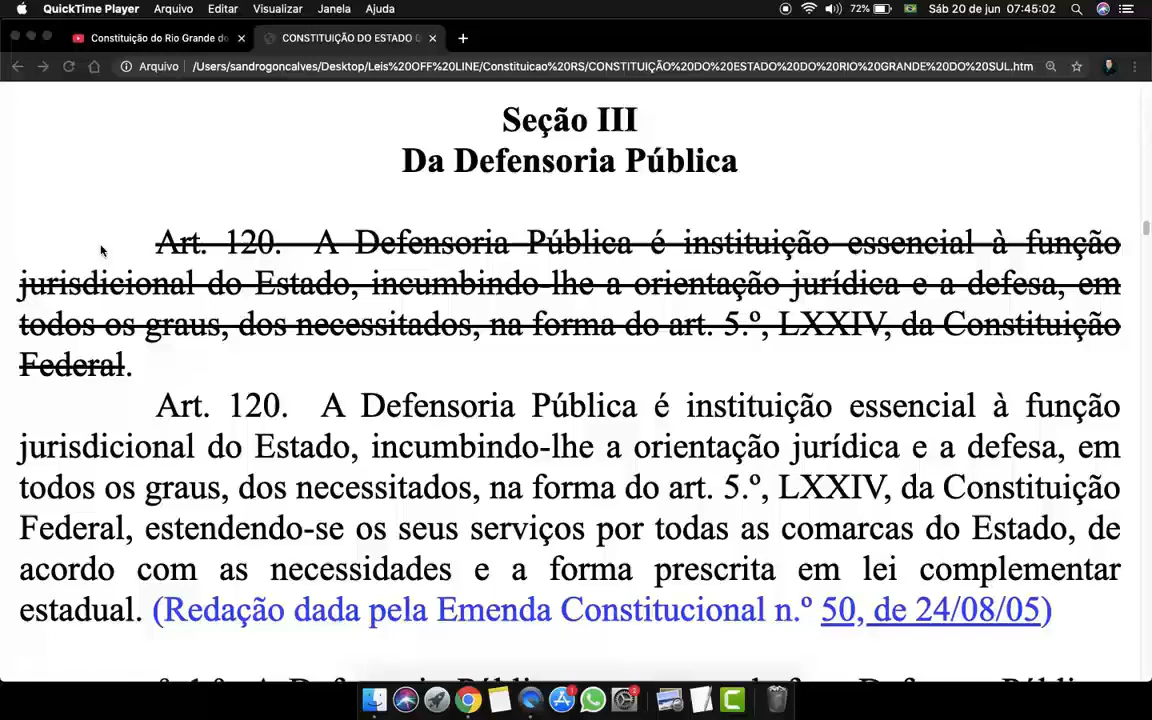 QuickTime Player Arquivo Editar Visualizar Janela Ajuda 72% Sáb 20 de jun 07:45:02
Constituição do Rio Grande do CONSTITUIÇÃO DO ESTADO
Arquivo /Users/sandrogoncalves/Desktop/Leis%20OFF%20LINE/Constituicao%20RS/CONSTITUIÇÃO%20DO%20ESTADO%20DO%20RIO%20GRANDE%20DO%20SUL.htm
Seção III
Da Defensoria Pública
Art. 120. A Defensoria Pública é instituição essencial à função
jurisdicional do Estado, incumbindo-lhe a orientação jurídica e a defesa, em
todos os graus, dos necessitados, na forma do art. 5.º, LXXIV, da Constituição
Federal.
Art. 120. A Defensoria Pública é instituição essencial à função
jurisdicional do Estado, incumbindo-lhe a orientação jurídica e a defesa, em
todos os graus, dos necessitados, na forma do art. 5.º, LXXIV, da Constituição
Federal, estendendo-se os seus serviços por todas as comarcas do Estado, de
acordo com as necessidades e a forma prescrita em lei complementar
estadual. (Redação dada pela Emenda Constitucional n.º 50, de 24/08/05)